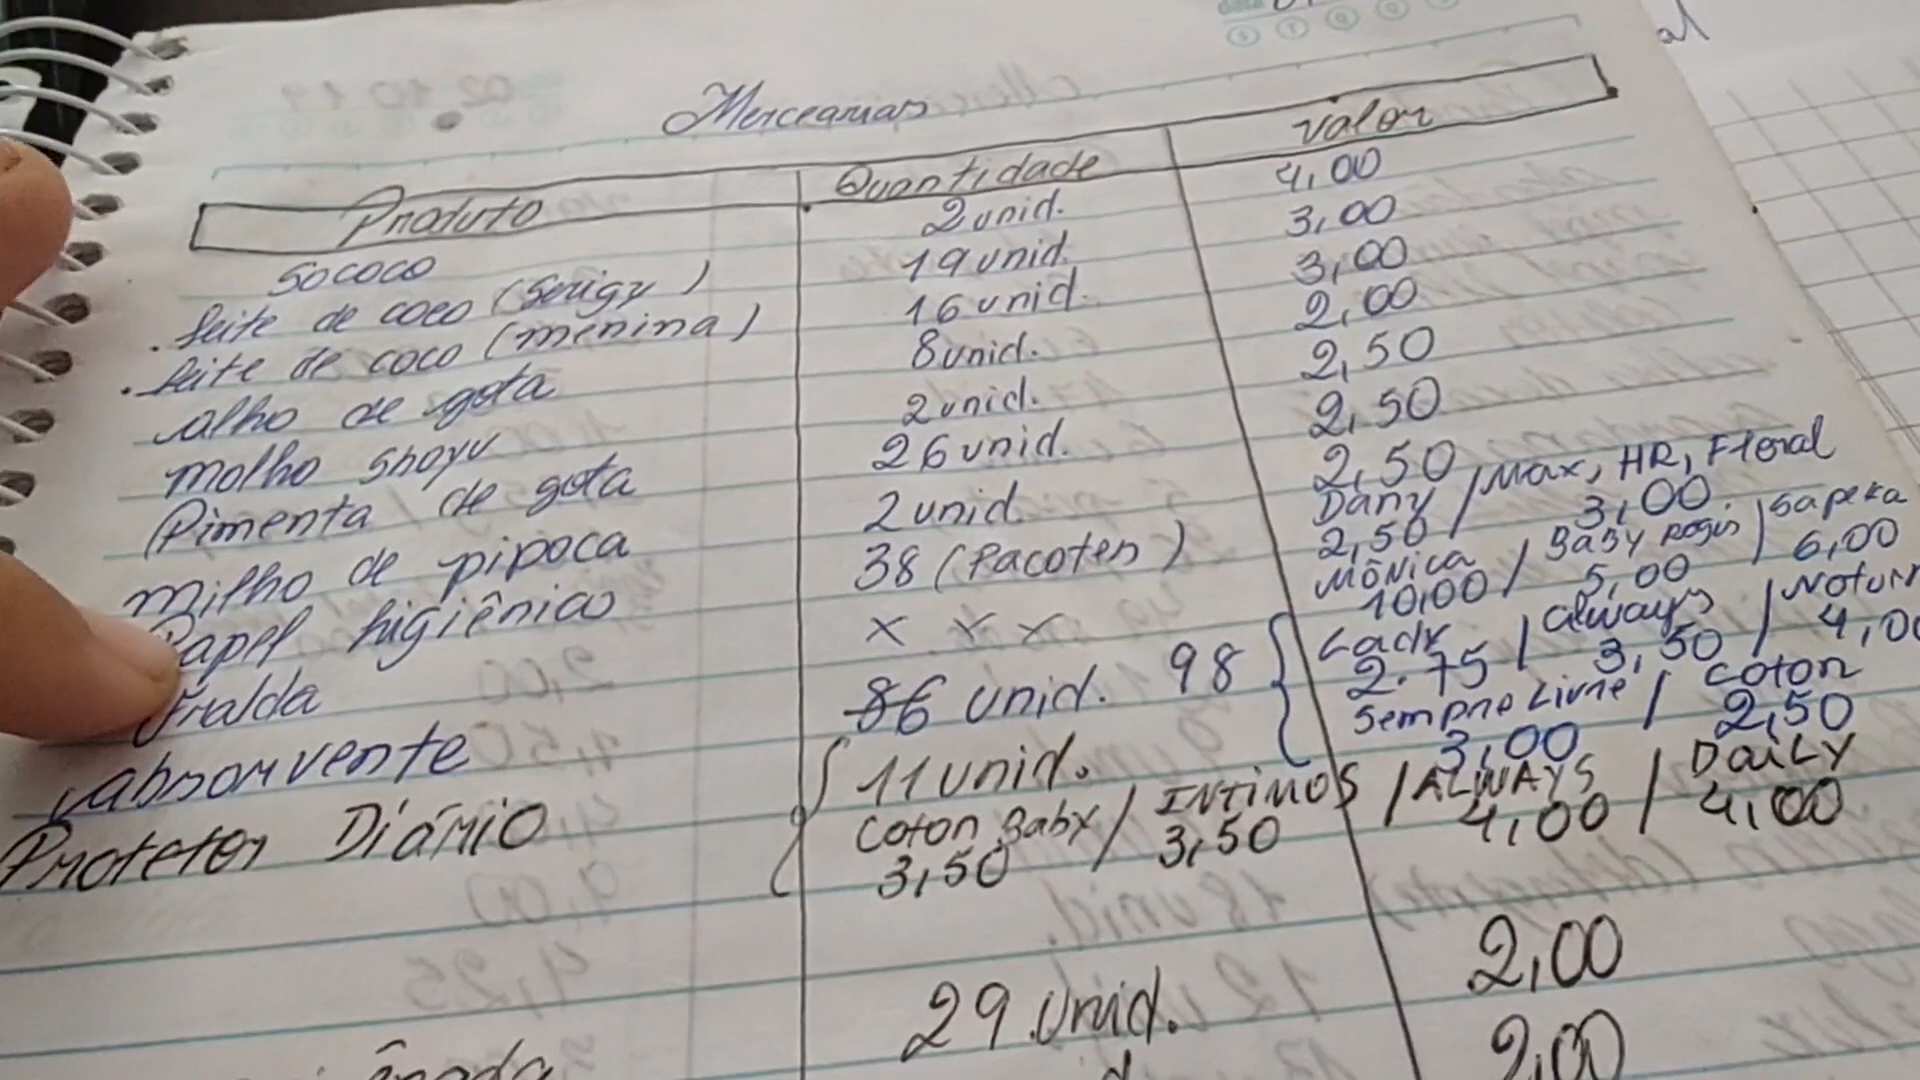 Mercearias
Produto Quantidade Valor
Sococo 2 unid. 4,00
. Leite de coco (Serigy) 19 unid. 3,00
. Leite de coco (menina) 16 unid. 3,00
alho de gota 8 unid. 2,00
molho shoyu 2 unid. 2,50
Pimenta de gota 26 unid. 2,50
milho de pipoca 2 unid 2,50
Papel higiênico 38 (Pacotes) Dany / Max, HR, Floral
2,50 / 3,00.
Fralda x x x Mônica / Baby Roger / Sapeka
10,00 / 5,00 / 6,00
absorvente 86 unid. 98 Lady / always / Noturn
2.75 / 3,50 / 4,00
Sempre Livre / Coton
3,00 2,50
Protetor Diário 11 unid.
Coton Baby / INTIMOS / ALWAYS / DAILY
3,50 / 3,50 4,00 / 4,00
29 unid. 2,00
2,00